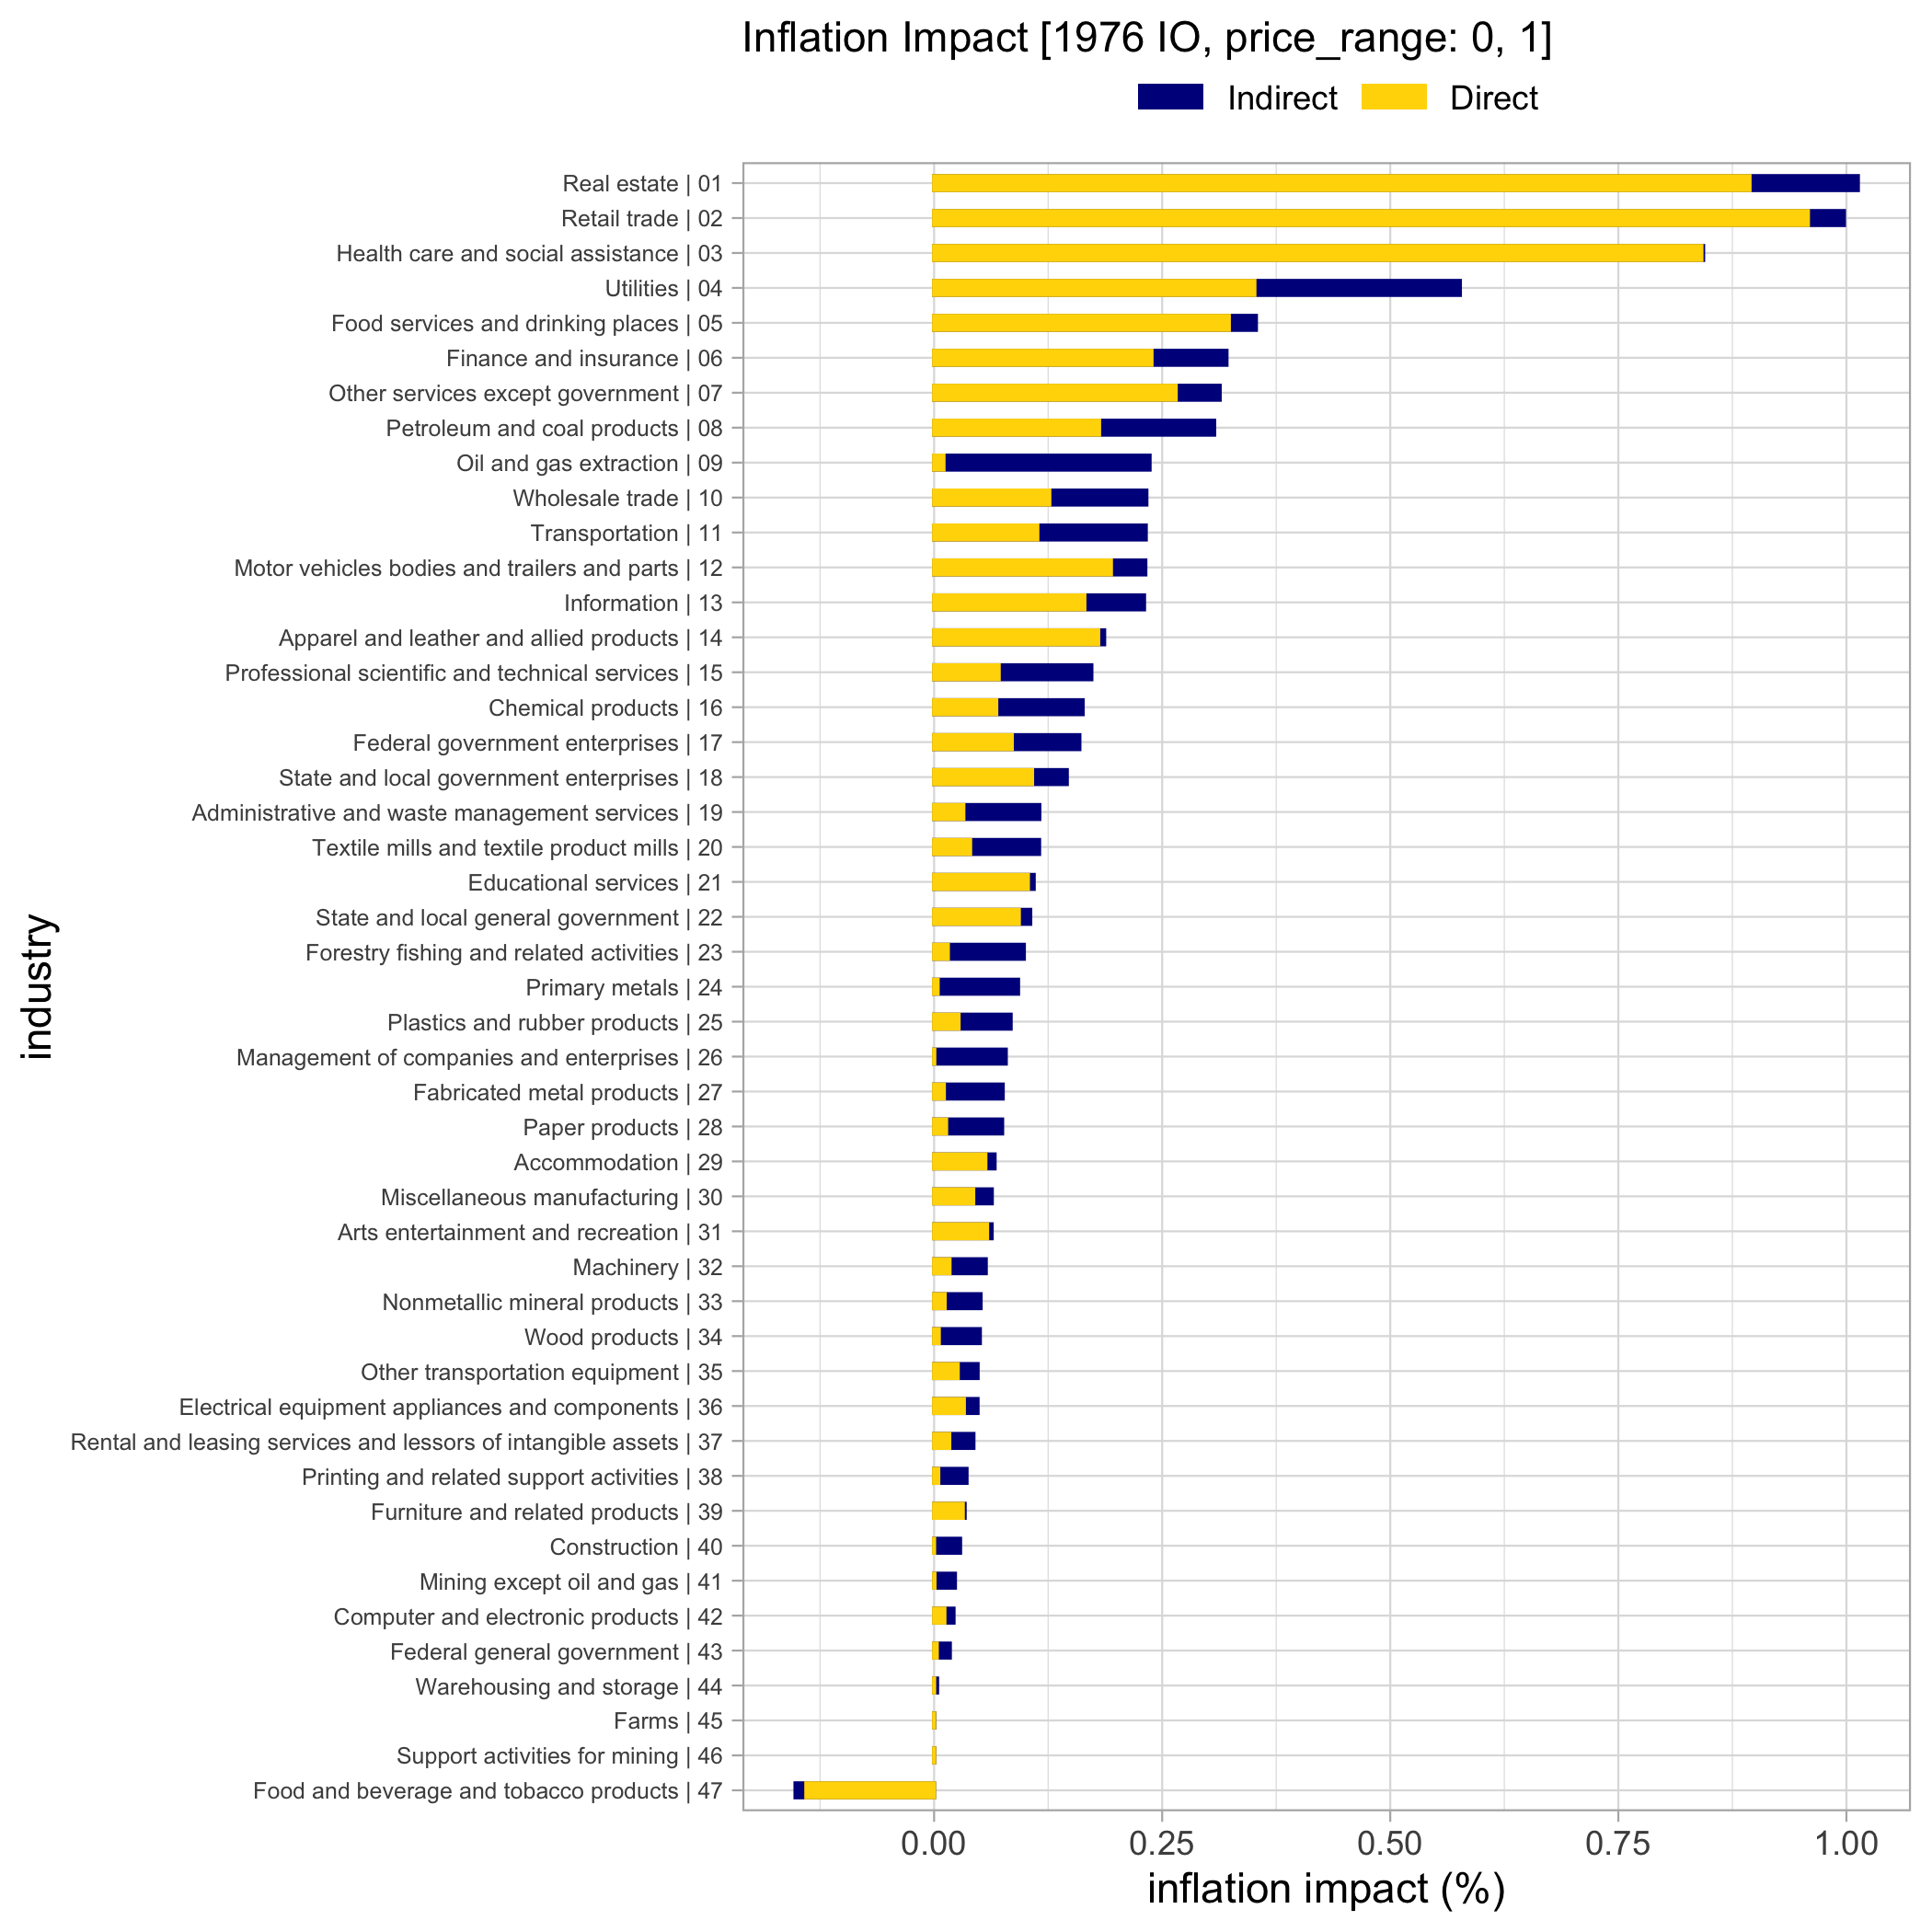 Inflation Impact [1976 IO, price_range: 0, 1]
Indirect Direct
industry
Real estate | 01
Retail trade | 02
Health care and social assistance | 03
Utilities | 04
Food services and drinking places | 05
Finance and insurance | 06
Other services except government | 07
Petroleum and coal products | 08
Oil and gas extraction | 09
Wholesale trade | 10
Transportation | 11
Motor vehicles bodies and trailers and parts | 12
Information | 13
Apparel and leather and allied products | 14
Professional scientific and technical services | 15
Chemical products | 16
Federal government enterprises | 17
State and local government enterprises | 18
Administrative and waste management services | 19
Textile mills and textile product mills | 20
Educational services | 21
State and local general government | 22
Forestry fishing and related activities | 23
Primary metals | 24
Plastics and rubber products | 25
Management of companies and enterprises | 26
Fabricated metal products | 27
Paper products | 28
Accommodation | 29
Miscellaneous manufacturing | 30
Arts entertainment and recreation | 31
Machinery | 32
Nonmetallic mineral products | 33
Wood products | 34
Other transportation equipment | 35
Electrical equipment appliances and components | 36
Rental and leasing services and lessors of intangible assets | 37
Printing and related support activities | 38
Furniture and related products | 39
Construction | 40
Mining except oil and gas | 41
Computer and electronic products | 42
Federal general government | 43
Warehousing and storage | 44
Farms | 45
Support activities for mining | 46
Food and beverage and tobacco products | 47
0.00 0.25 0.50 0.75 1.00
inflation impact (%)